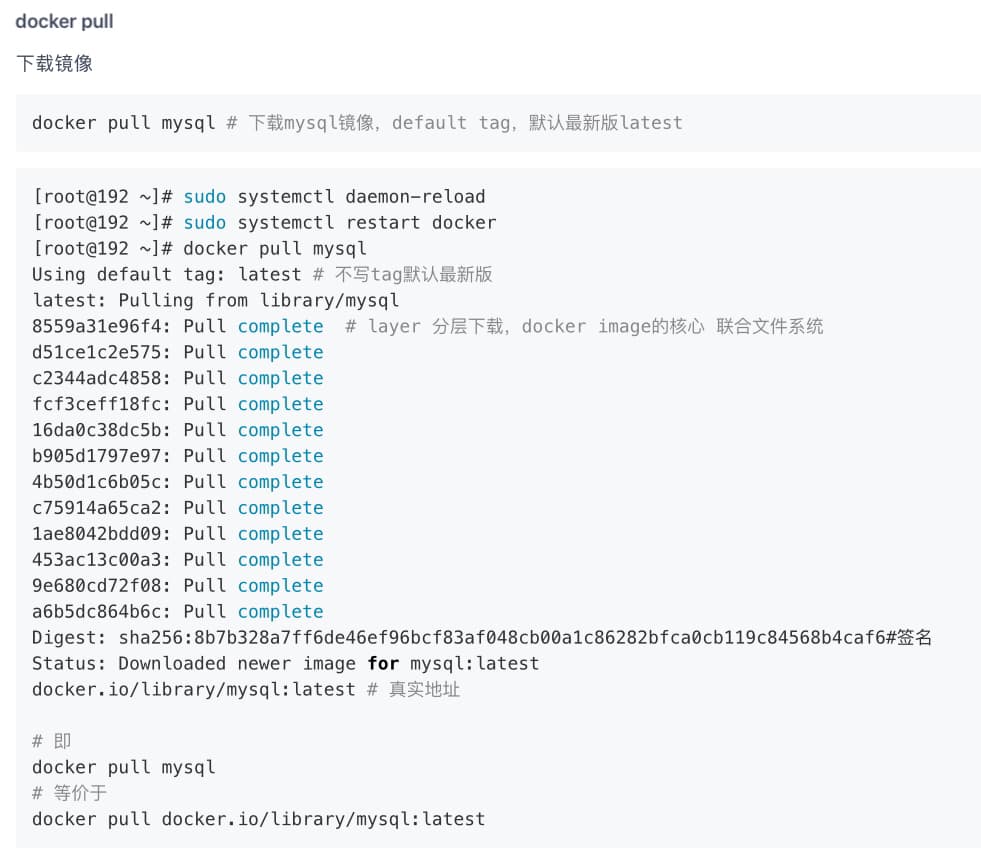 docker pull
下载镜像
docker pull mysql # 下载mysql镜像，default tag，默认最新版latest
[root@192 ~]# sudo systemctl daemon-reload
[root@192 ~]# sudo systemctl restart docker
[root@192 ~]# docker pull mysql
Using default tag: latest # 不写tag默认最新版
latest: Pulling from library/mysql
8559a31e96f4: Pull complete  # layer 分层下载，docker image的核心 联合文件系统
d51ce1c2e575: Pull complete
c2344adc4858: Pull complete
fcf3ceff18fc: Pull complete
16da0c38dc5b: Pull complete
b905d1797e97: Pull complete
4b50d1c6b05c: Pull complete
c75914a65ca2: Pull complete
1ae8042bdd09: Pull complete
453ac13c00a3: Pull complete
9e680cd72f08: Pull complete
a6b5dc864b6c: Pull complete
Digest: sha256:8b7b328a7ff6de46ef96bcf83af048cb00a1c86282bfca0cb119c84568b4caf6#签名
Status: Downloaded newer image for mysql:latest
docker.io/library/mysql:latest # 真实地址
# 即
docker pull mysql
# 等价于
docker pull docker.io/library/mysql:latest